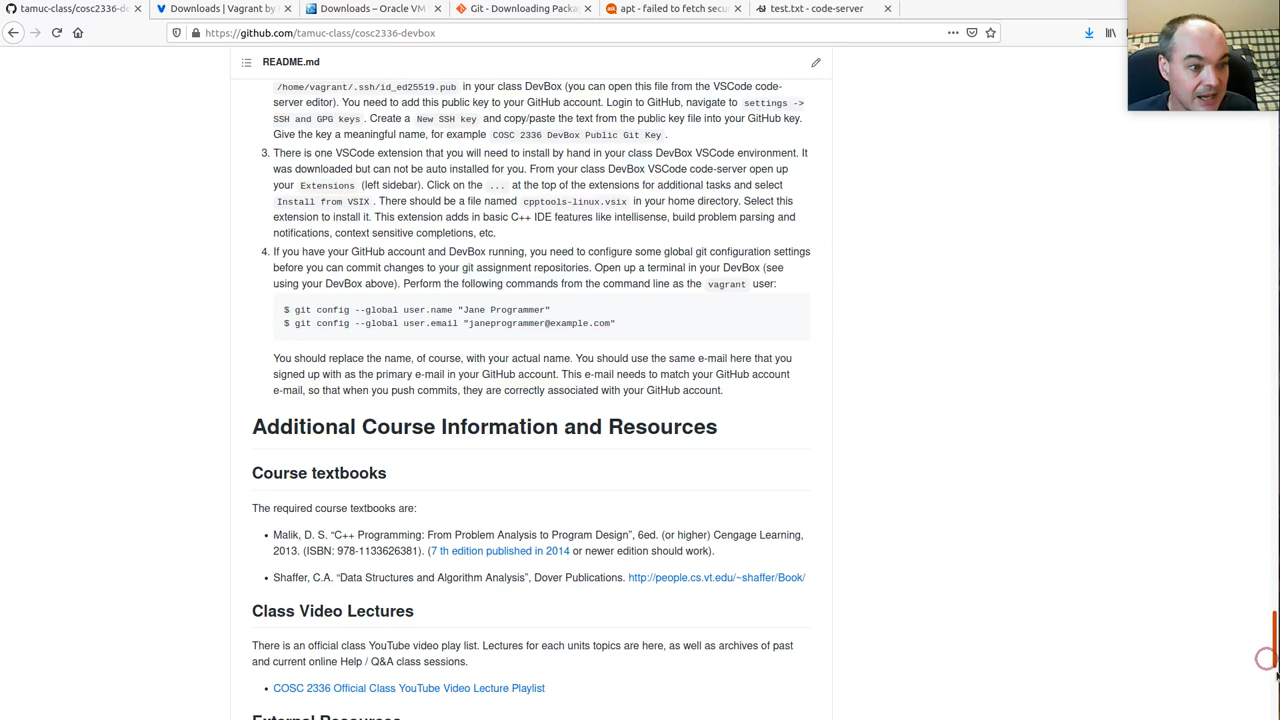 tamuc-class/cosc2336-de
Downloads | Vagrant by
Downloads – Oracle VM
Git - Downloading Packa
apt - failed to fetch secu
test.txt - code-server
https://github.com/tamuc-class/cosc2336-devbox
README.md
/home/vagrant/.ssh/id_ed25519.pub in your class DevBox (you can open this file from the VSCode code-
server editor). You need to add this public key to your GitHub account. Login to GitHub, navigate to settings ->
SSH and GPG keys . Create a New SSH key and copy/paste the text from the public key file into your GitHub key.
Give the key a meaningful name, for example COSC 2336 DevBox Public Git Key .
3. There is one VSCode extension that you will need to install by hand in your class DevBox VSCode environment. It
was downloaded but can not be auto installed for you. From your class DevBox VSCode code-server open up
your Extensions (left sidebar). Click on the ... at the top of the extensions for additional tasks and select
Install from VSIX . There should be a file named cpptools-linux.vsix in your home directory. Select this
extension to install it. This extension adds in basic C++ IDE features like intellisense, build problem parsing and
notifications, context sensitive completions, etc.
4. If you have your GitHub account and DevBox running, you need to configure some global git configuration settings
before you can commit changes to your git assignment repositories. Open up a terminal in your DevBox (see
using your DevBox above). Perform the following commands from the command line as the vagrant user:
$ git config --global user.name "Jane Programmer"
$ git config --global user.email "janeprogrammer@example.com"
You should replace the name, of course, with your actual name. You should use the same e-mail here that you
signed up with as the primary e-mail in your GitHub account. This e-mail needs to match your GitHub account
e-mail, so that when you push commits, they are correctly associated with your GitHub account.
Additional Course Information and Resources
Course textbooks
The required course textbooks are:
• Malik, D. S. “C++ Programming: From Problem Analysis to Program Design”, 6ed. (or higher) Cengage Learning,
2013. (ISBN: 978-1133626381). (7 th edition published in 2014 or newer edition should work).
• Shaffer, C.A. “Data Structures and Algorithm Analysis”, Dover Publications. http://people.cs.vt.edu/~shaffer/Book/
Class Video Lectures
There is an official class YouTube video play list. Lectures for each units topics are here, as well as archives of past
and current online Help / Q&A class sessions.
• COSC 2336 Official Class YouTube Video Lecture Playlist
External Resources